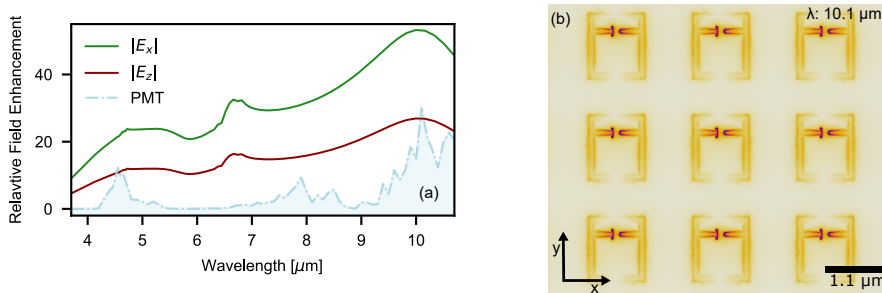 Relavtive Field Enhancement
40
20
0
|Eₓ|
|E_z|
PMT
(a)
4 5 6 7 8 9 10
Wavelength [μm]
(b)
λ: 10.1 μm
y
x
1.1 μm